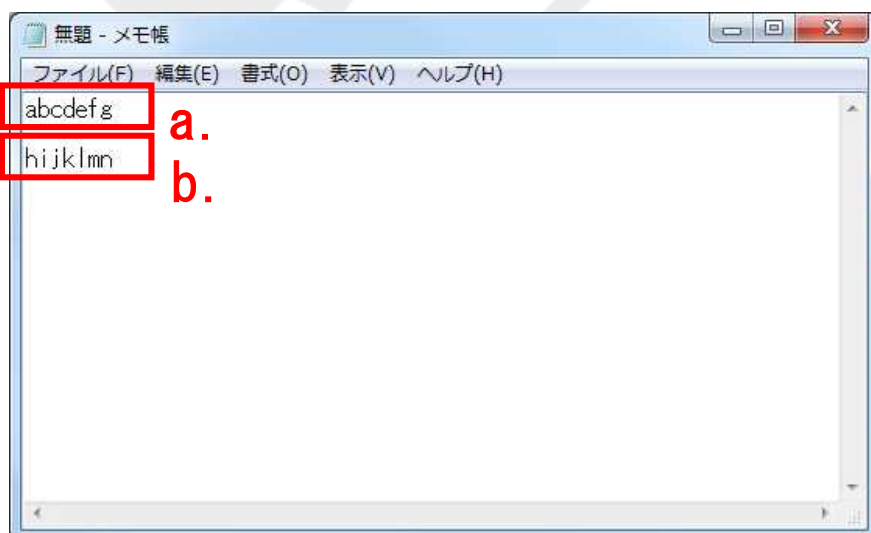 無題 - メモ帳
ファイル(F) 編集(E) 書式(O) 表示(V) ヘルプ(H)
abcdefg
a.
hijklmn
b.